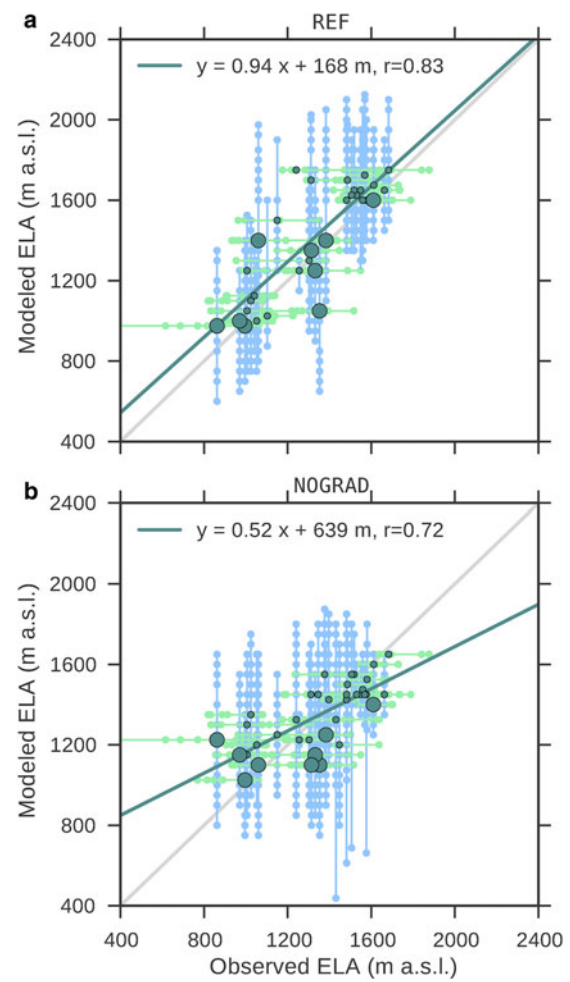 a
REF
y = 0.94 x + 168 m, r=0.83
Modeled ELA (m a.s.l.)
2400
2000
1600
1200
800
400
b
NOGRAD
y = 0.52 x + 639 m, r=0.72
Modeled ELA (m a.s.l.)
2400
2000
1600
1200
800
400
400 800 1200 1600 2000 2400
Observed ELA (m a.s.l.)